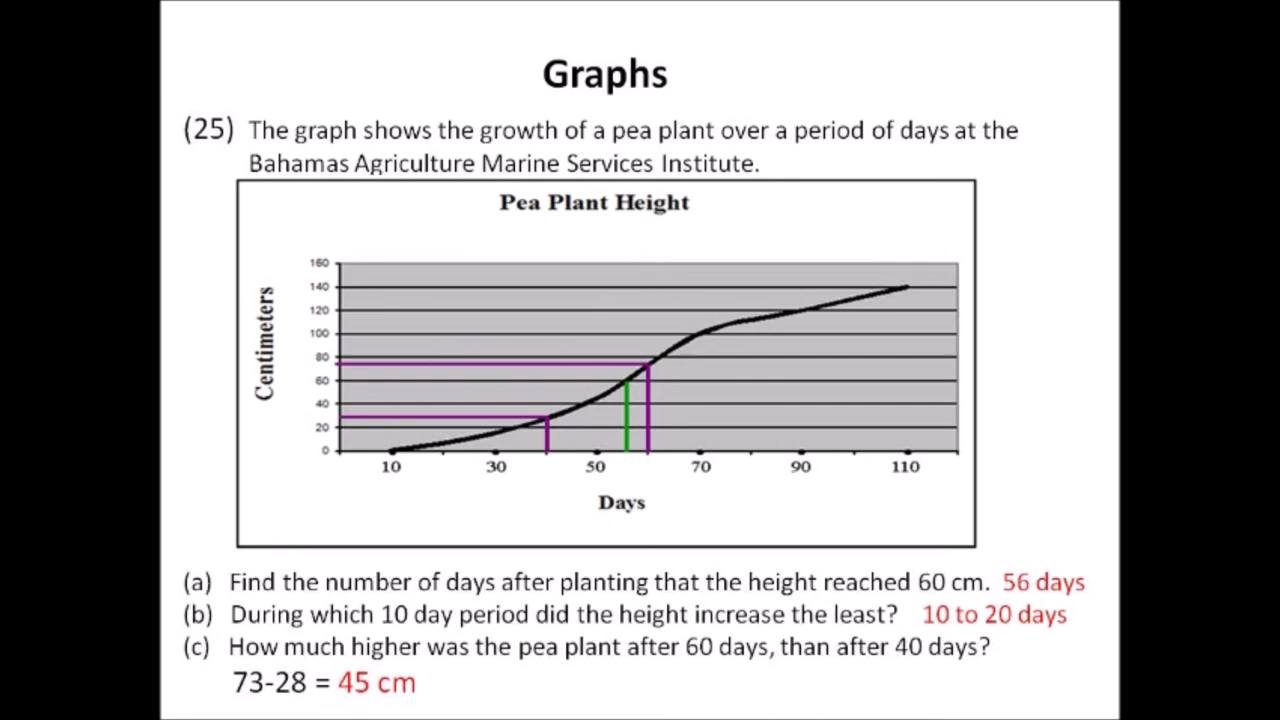 Graphs
(25) The graph shows the growth of a pea plant over a period of days at the
Bahamas Agriculture Marine Services Institute.
Pea Plant Height
Centimeters
160
140
120
100
80
60
40
20
0
10 30 50 70 90 110
Days
(a) Find the number of days after planting that the height reached 60 cm. 56 days
(b) During which 10 day period did the height increase the least? 10 to 20 days
(c) How much higher was the pea plant after 60 days, than after 40 days?
73-28 = 45 cm